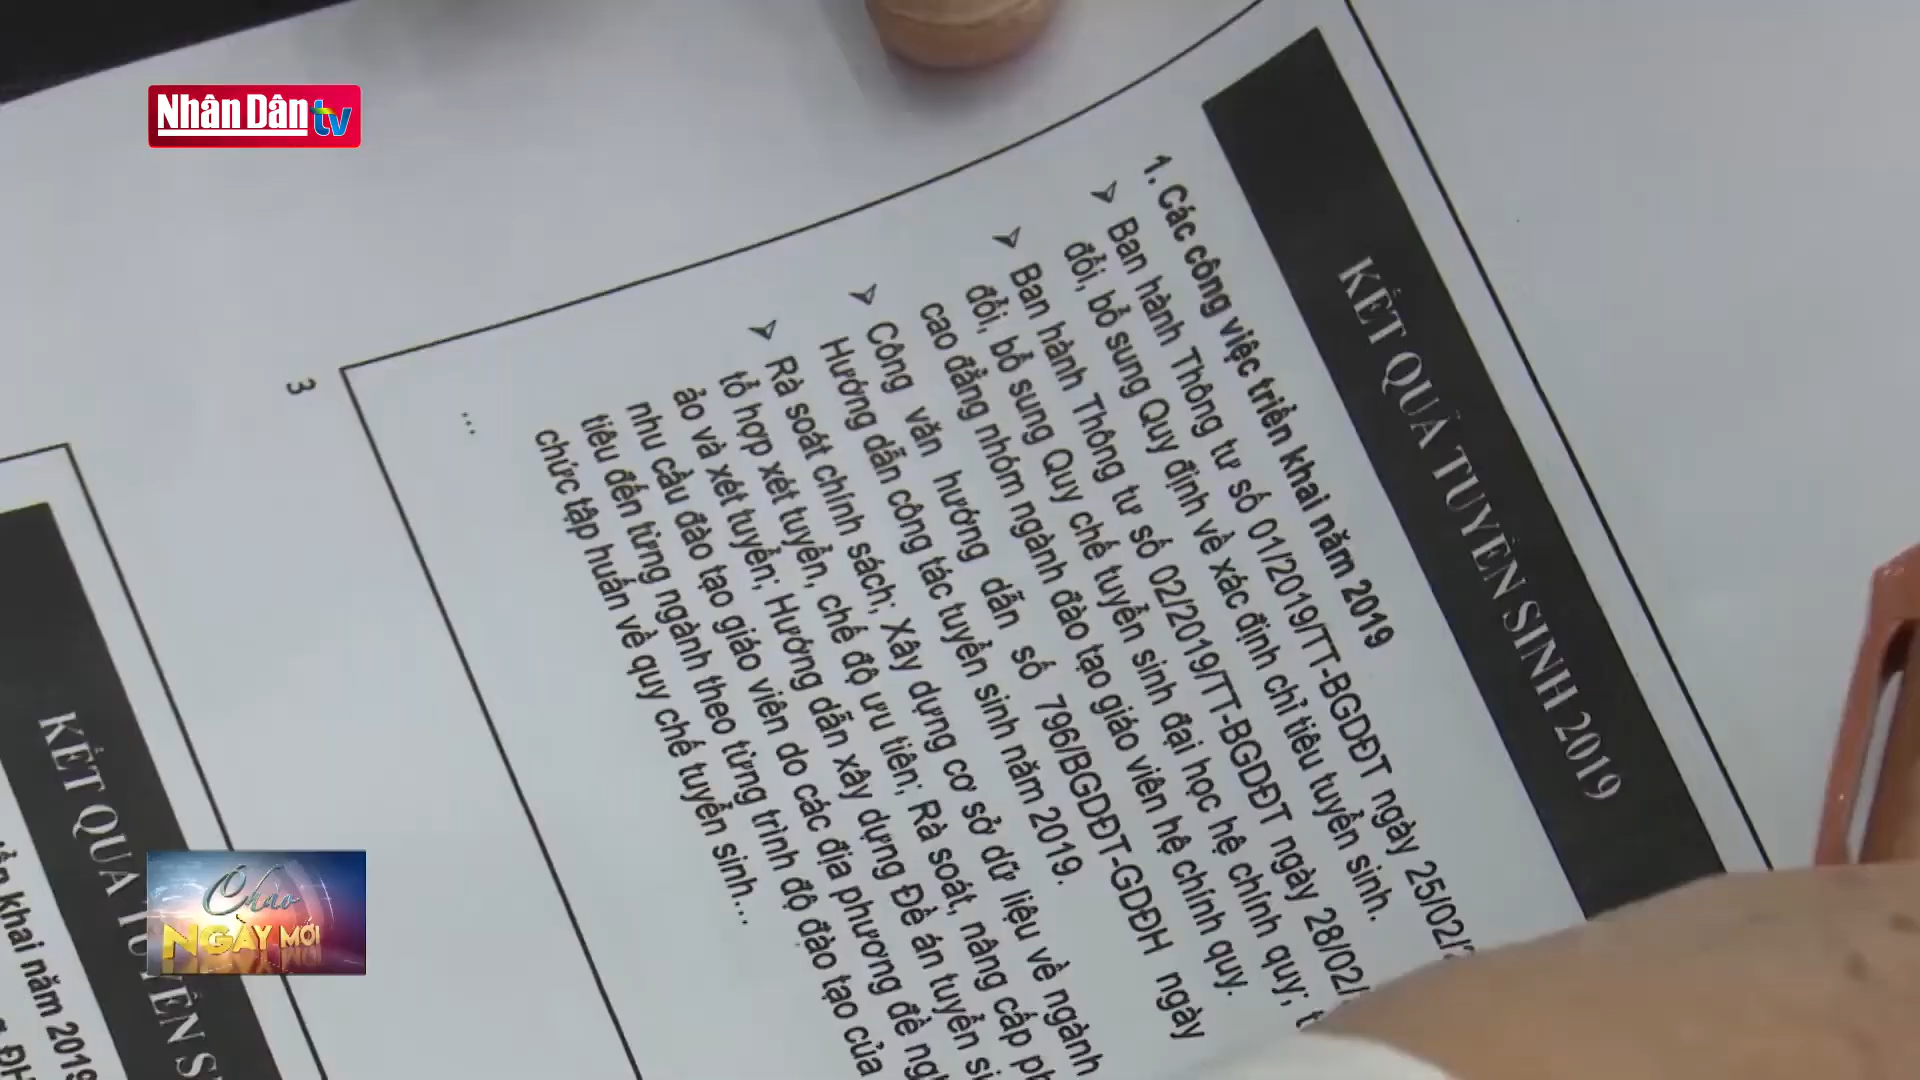 Nhân Dân tv
KẾT QUẢ TUYỂN SINH 2019
1. Các công việc triển khai năm 2019
➢ Ban hành Thông tư số 01/2019/TT-BGDĐT ngày 25/02/
đổi, bổ sung Quy định về xác định chỉ tiêu tuyển sinh.
➢ Ban hành Thông tư số 02/2019/TT-BGDĐT ngày 28/02/
đổi, bổ sung Quy chế tuyển sinh đại học hệ chính quy; t
cao đẳng nhóm ngành đào tạo giáo viên hệ chính quy.
➢ Công văn hướng dẫn số 796/BGDĐT-GDĐH ngày
Hướng dẫn công tác tuyển sinh năm 2019.
➢ Rà soát chính sách; Xây dựng cơ sở dữ liệu về ngành
tổ hợp xét tuyển, chế độ ưu tiên; Rà soát, nâng cấp ph
ảo và xét tuyển; Hướng dẫn xây dựng Đề án tuyển si
nhu cầu đào tạo giáo viên do các địa phương đề ngh
tiêu đến từng ngành theo từng trình độ đào tạo của
chức tập huấn về quy chế tuyển sinh...
...
3
KẾT QUẢ TUYỂN S
ển khai năm 2019
Chào
NGÀY MỚI